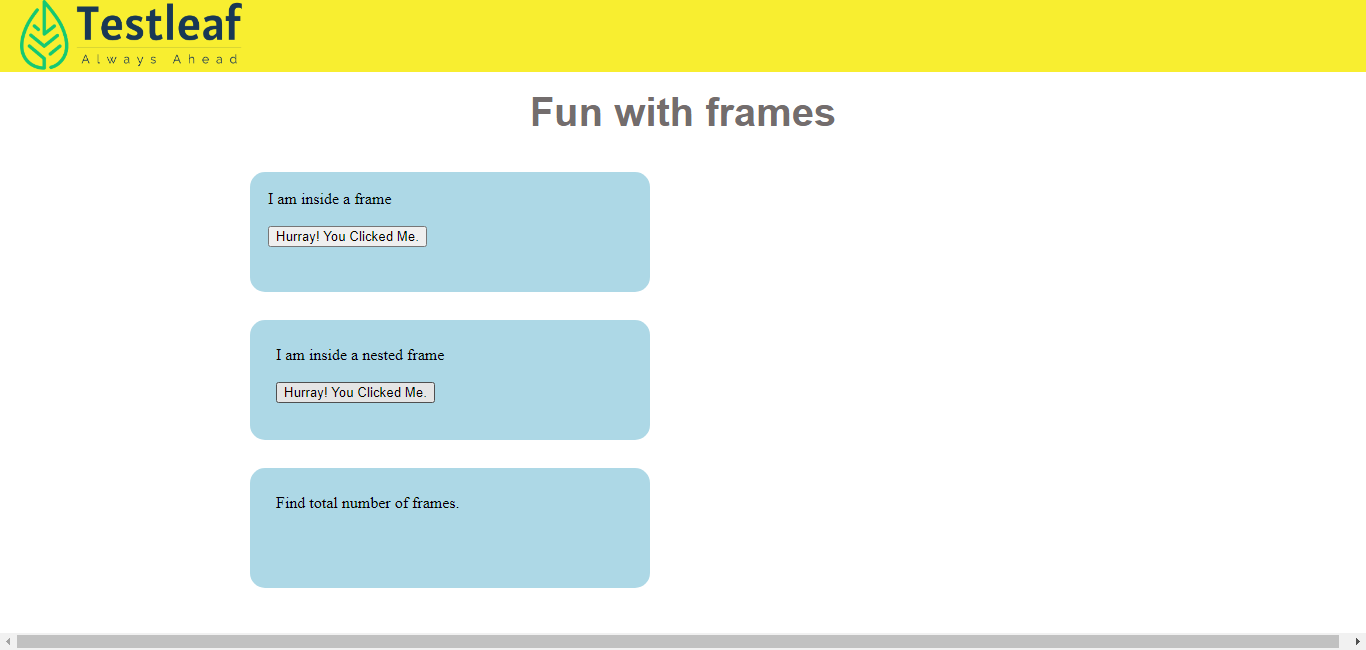 Testleaf
Always Ahead
Fun with frames
I am inside a frame
Hurray! You Clicked Me.
I am inside a nested frame
Hurray! You Clicked Me.
Find total number of frames.